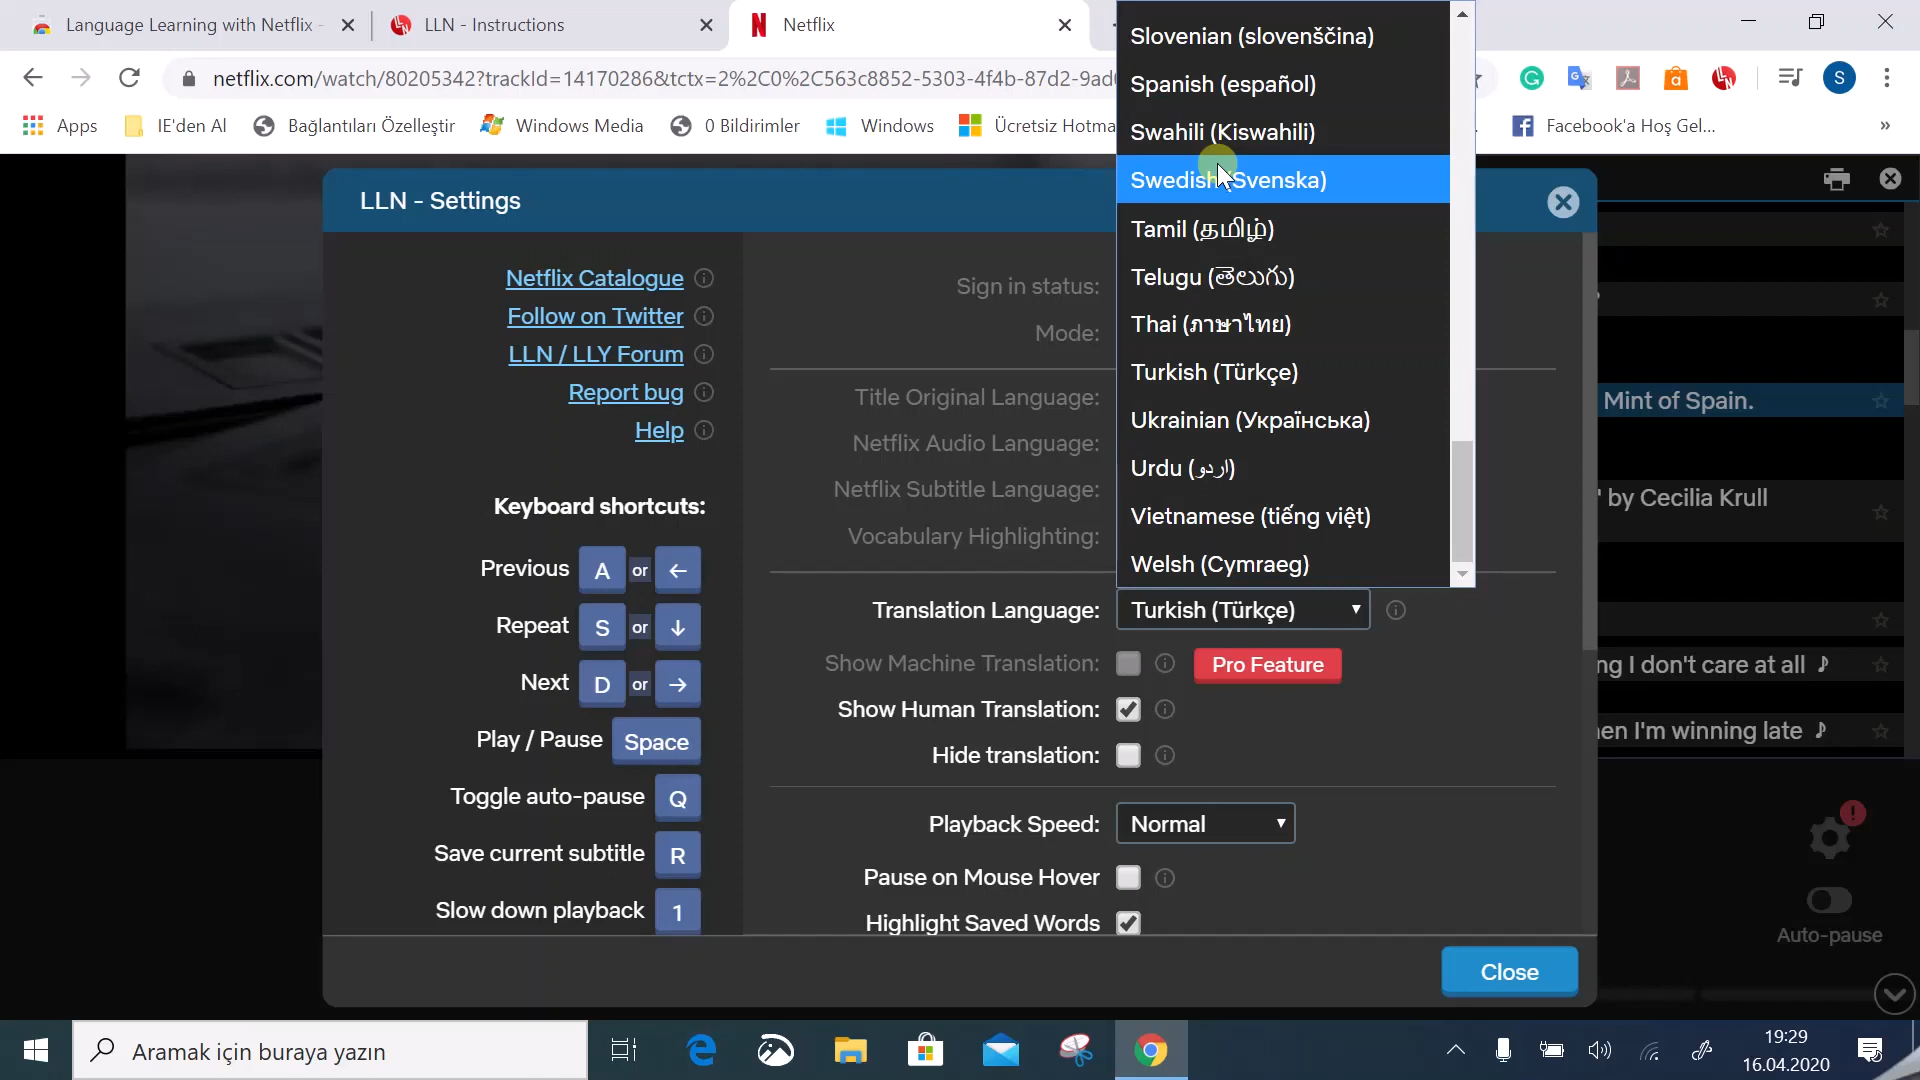 Language Learning with Netflix -
LLN - Instructions
Netflix
netflix.com/watch/80205342?trackId=14170286&tctx=2%2C0%2C563c8852-5303-4f4b-87d2-9ad
S
Apps
IE'den Al
Bağlantıları Özelleştir
Windows Media
0 Bildirimler
Windows
Ücretsiz Hotma
Facebook'a Hoş Gel...
»
LLN - Settings
Netflix Catalogue
Follow on Twitter
LLN / LLY Forum
Report bug
Help
Keyboard shortcuts:
Previous A or ←
Repeat S or ↓
Next D or →
Play / Pause Space
Toggle auto-pause Q
Save current subtitle R
Slow down playback 1
Sign in status:
Mode:
Title Original Language:
Netflix Audio Language:
Netflix Subtitle Language:
Vocabulary Highlighting:
Slovenian (slovenščina)
Spanish (español)
Swahili (Kiswahili)
Swedish (Svenska)
Tamil (தமிழ்)
Telugu (తెలుగు)
Thai (ภาษาไทย)
Turkish (Türkçe)
Ukrainian (Українська)
Urdu (اردو)
Vietnamese (tiếng việt)
Welsh (Cymraeg)
Translation Language: Turkish (Türkçe)
Show Machine Translation: Pro Feature
Show Human Translation:
Hide translation:
Playback Speed: Normal
Pause on Mouse Hover
Highlight Saved Words
Close
Mint of Spain.
' by Cecilia Krull
ng I don't care at all ♪
en I'm winning late ♪
Auto-pause
Aramak için buraya yazın
19:29
16.04.2020